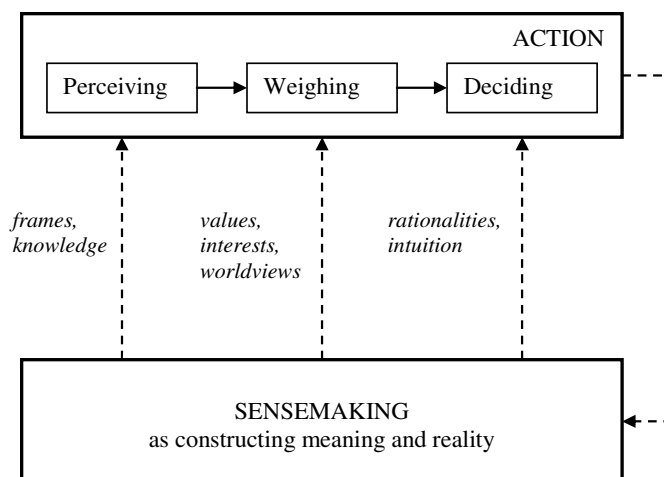 ACTION
Perceiving
Weighing
Deciding
frames,
knowledge
values,
interests,
worldviews
rationalities,
intuition
SENSEMAKING
as constructing meaning and reality